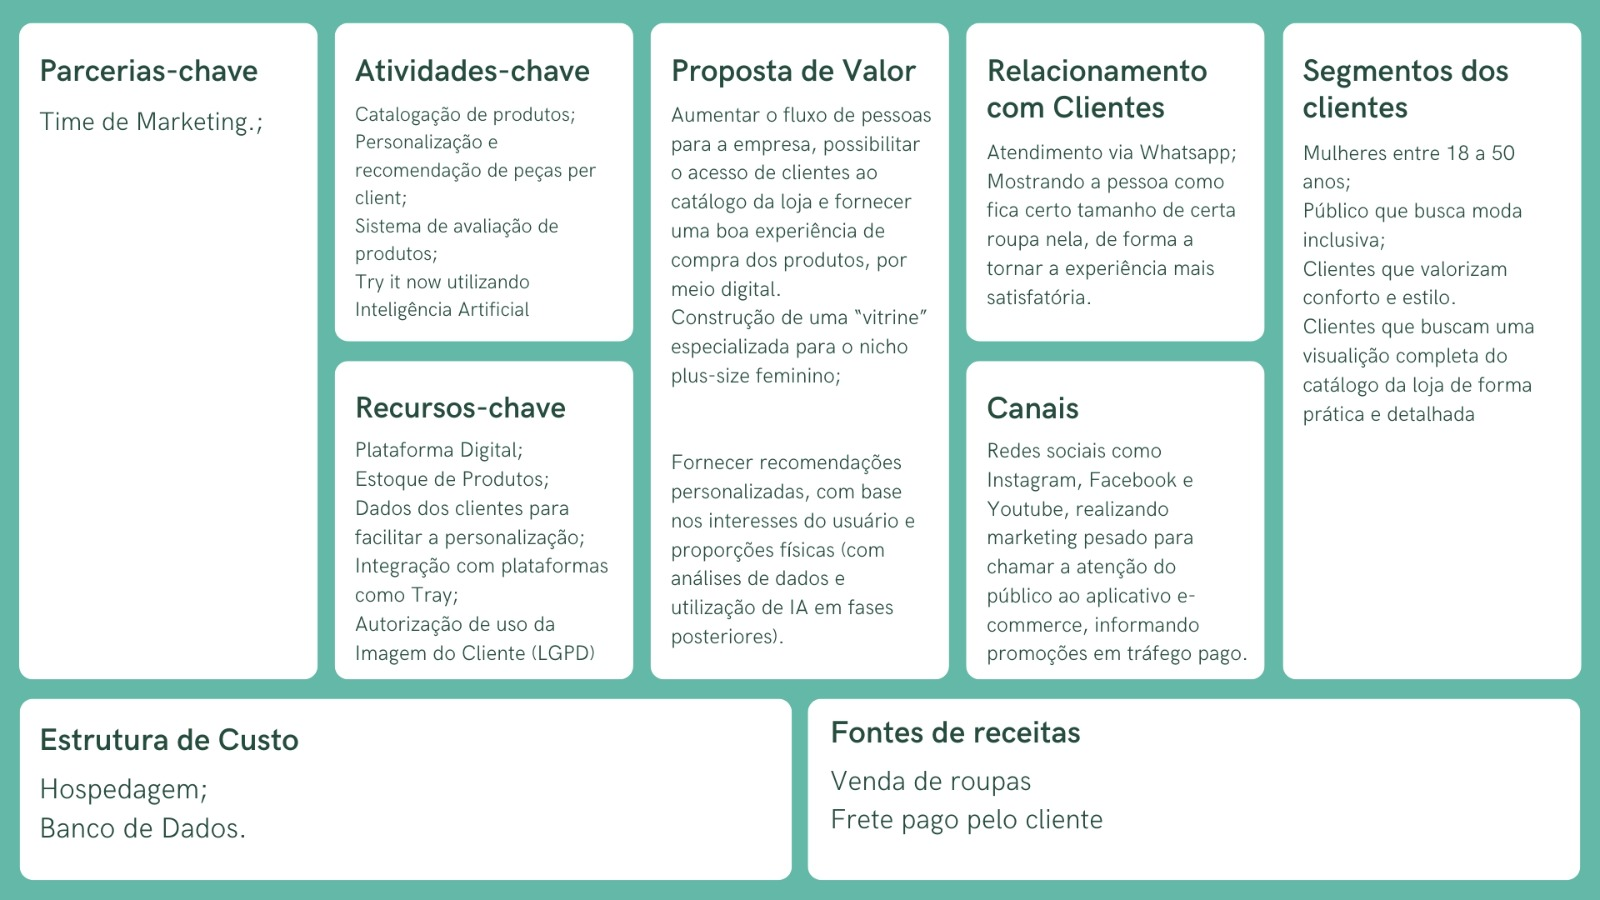 Parcerias-chave
Time de Marketing.;
Atividades-chave
Catalogação de produtos;
Personalização e
recomendação de peças per
client;
Sistema de avaliação de
produtos;
Try it now utilizando
Inteligência Artificial
Recursos-chave
Plataforma Digital;
Estoque de Produtos;
Dados dos clientes para
facilitar a personalização;
Integração com plataformas
como Tray;
Autorização de uso da
Imagem do Cliente (LGPD)
Proposta de Valor
Aumentar o fluxo de pessoas
para a empresa, possibilitar
o acesso de clientes ao
catálogo da loja e fornecer
uma boa experiência de
compra dos produtos, por
meio digital.
Construção de uma “vitrine”
especializada para o nicho
plus-size feminino;
Fornecer recomendações
personalizadas, com base
nos interesses do usuário e
proporções físicas (com
análises de dados e
utilização de IA em fases
posteriores).
Relacionamento
com Clientes
Atendimento via Whatsapp;
Mostrando a pessoa como
fica certo tamanho de certa
roupa nela, de forma a
tornar a experiência mais
satisfatória.
Canais
Redes sociais como
Instagram, Facebook e
Youtube, realizando
marketing pesado para
chamar a atenção do
público ao aplicativo e-
commerce, informando
promoções em tráfego pago.
Segmentos dos
clientes
Mulheres entre 18 a 50
anos;
Público que busca moda
inclusiva;
Clientes que valorizam
conforto e estilo.
Clientes que buscam uma
visualição completa do
catálogo da loja de forma
prática e detalhada
Estrutura de Custo
Hospedagem;
Banco de Dados.
Fontes de receitas
Venda de roupas
Frete pago pelo cliente